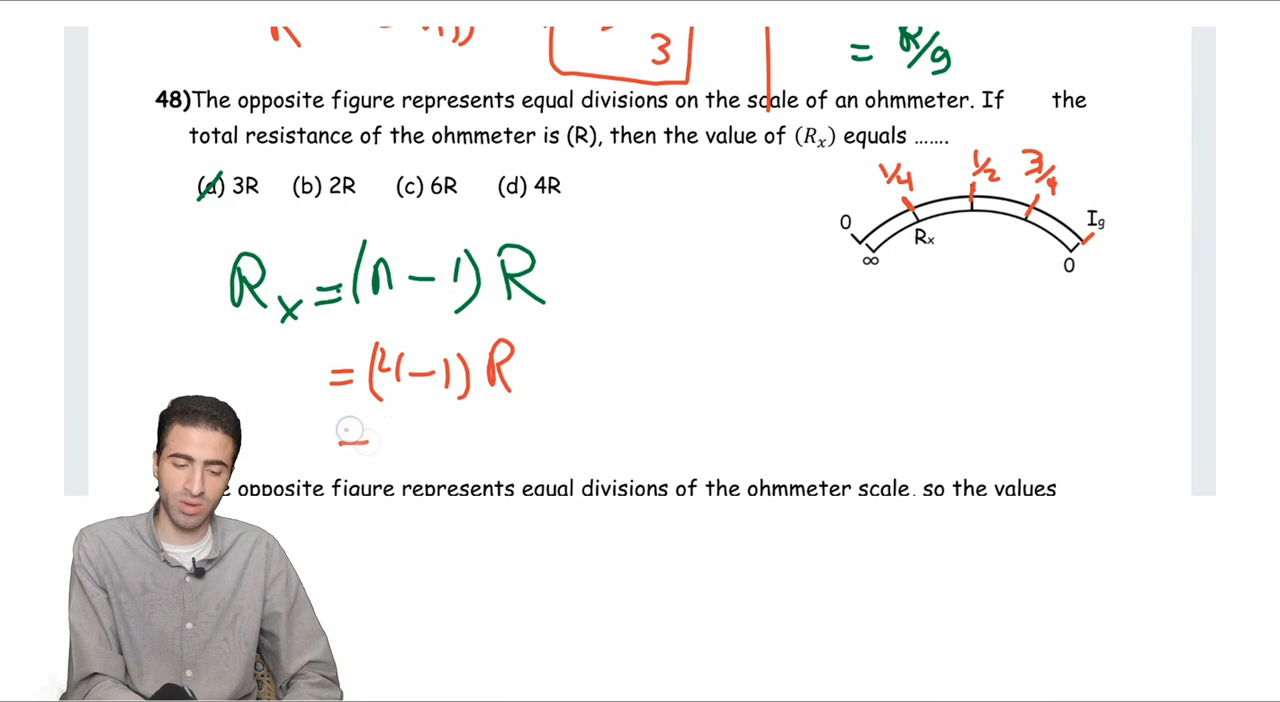 3
= R/9
48)The opposite figure represents equal divisions on the scale of an ohmmeter. If the
total resistance of the ohmmeter is (R), then the value of (Rₓ) equals .......
(a) 3R (b) 2R (c) 6R (d) 4R
1/4 1/2 3/4
0 Ig
Rx
∞ 0
Rx = (n - 1) R
= (4 - 1) R
opposite figure represents equal divisions of the ohmmeter scale, so the values